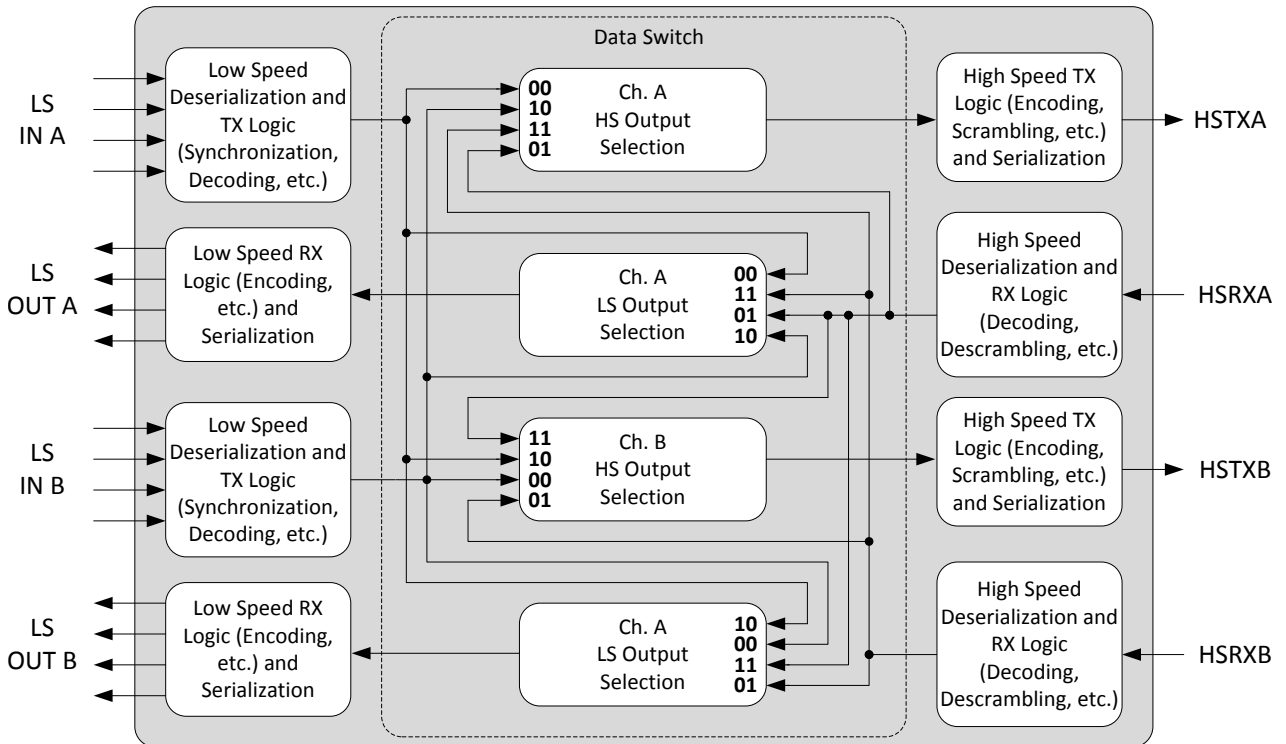 Data Switch
LS
IN A
Low Speed
Deserialization and
TX Logic
(Synchronization,
Decoding, etc.)
00
10
11
01
Ch. A
HS Output
Selection
High Speed TX
Logic (Encoding,
Scrambling, etc.)
and Serialization
HSTXA
LS
OUT A
Low Speed RX
Logic (Encoding,
etc.) and
Serialization
Ch. A
LS Output
Selection
00
11
01
10
High Speed
Deserialization and
RX Logic
(Decoding,
Descrambling, etc.)
HSRXA
LS
IN B
Low Speed
Deserialization and
TX Logic
(Synchronization,
Decoding, etc.)
11
10
00
01
Ch. B
HS Output
Selection
High Speed TX
Logic (Encoding,
Scrambling, etc.)
and Serialization
HSTXB
LS
OUT B
Low Speed RX
Logic (Encoding,
etc.) and
Serialization
Ch. A
LS Output
Selection
10
00
11
01
High Speed
Deserialization and
RX Logic
(Decoding,
Descrambling, etc.)
HSRXB